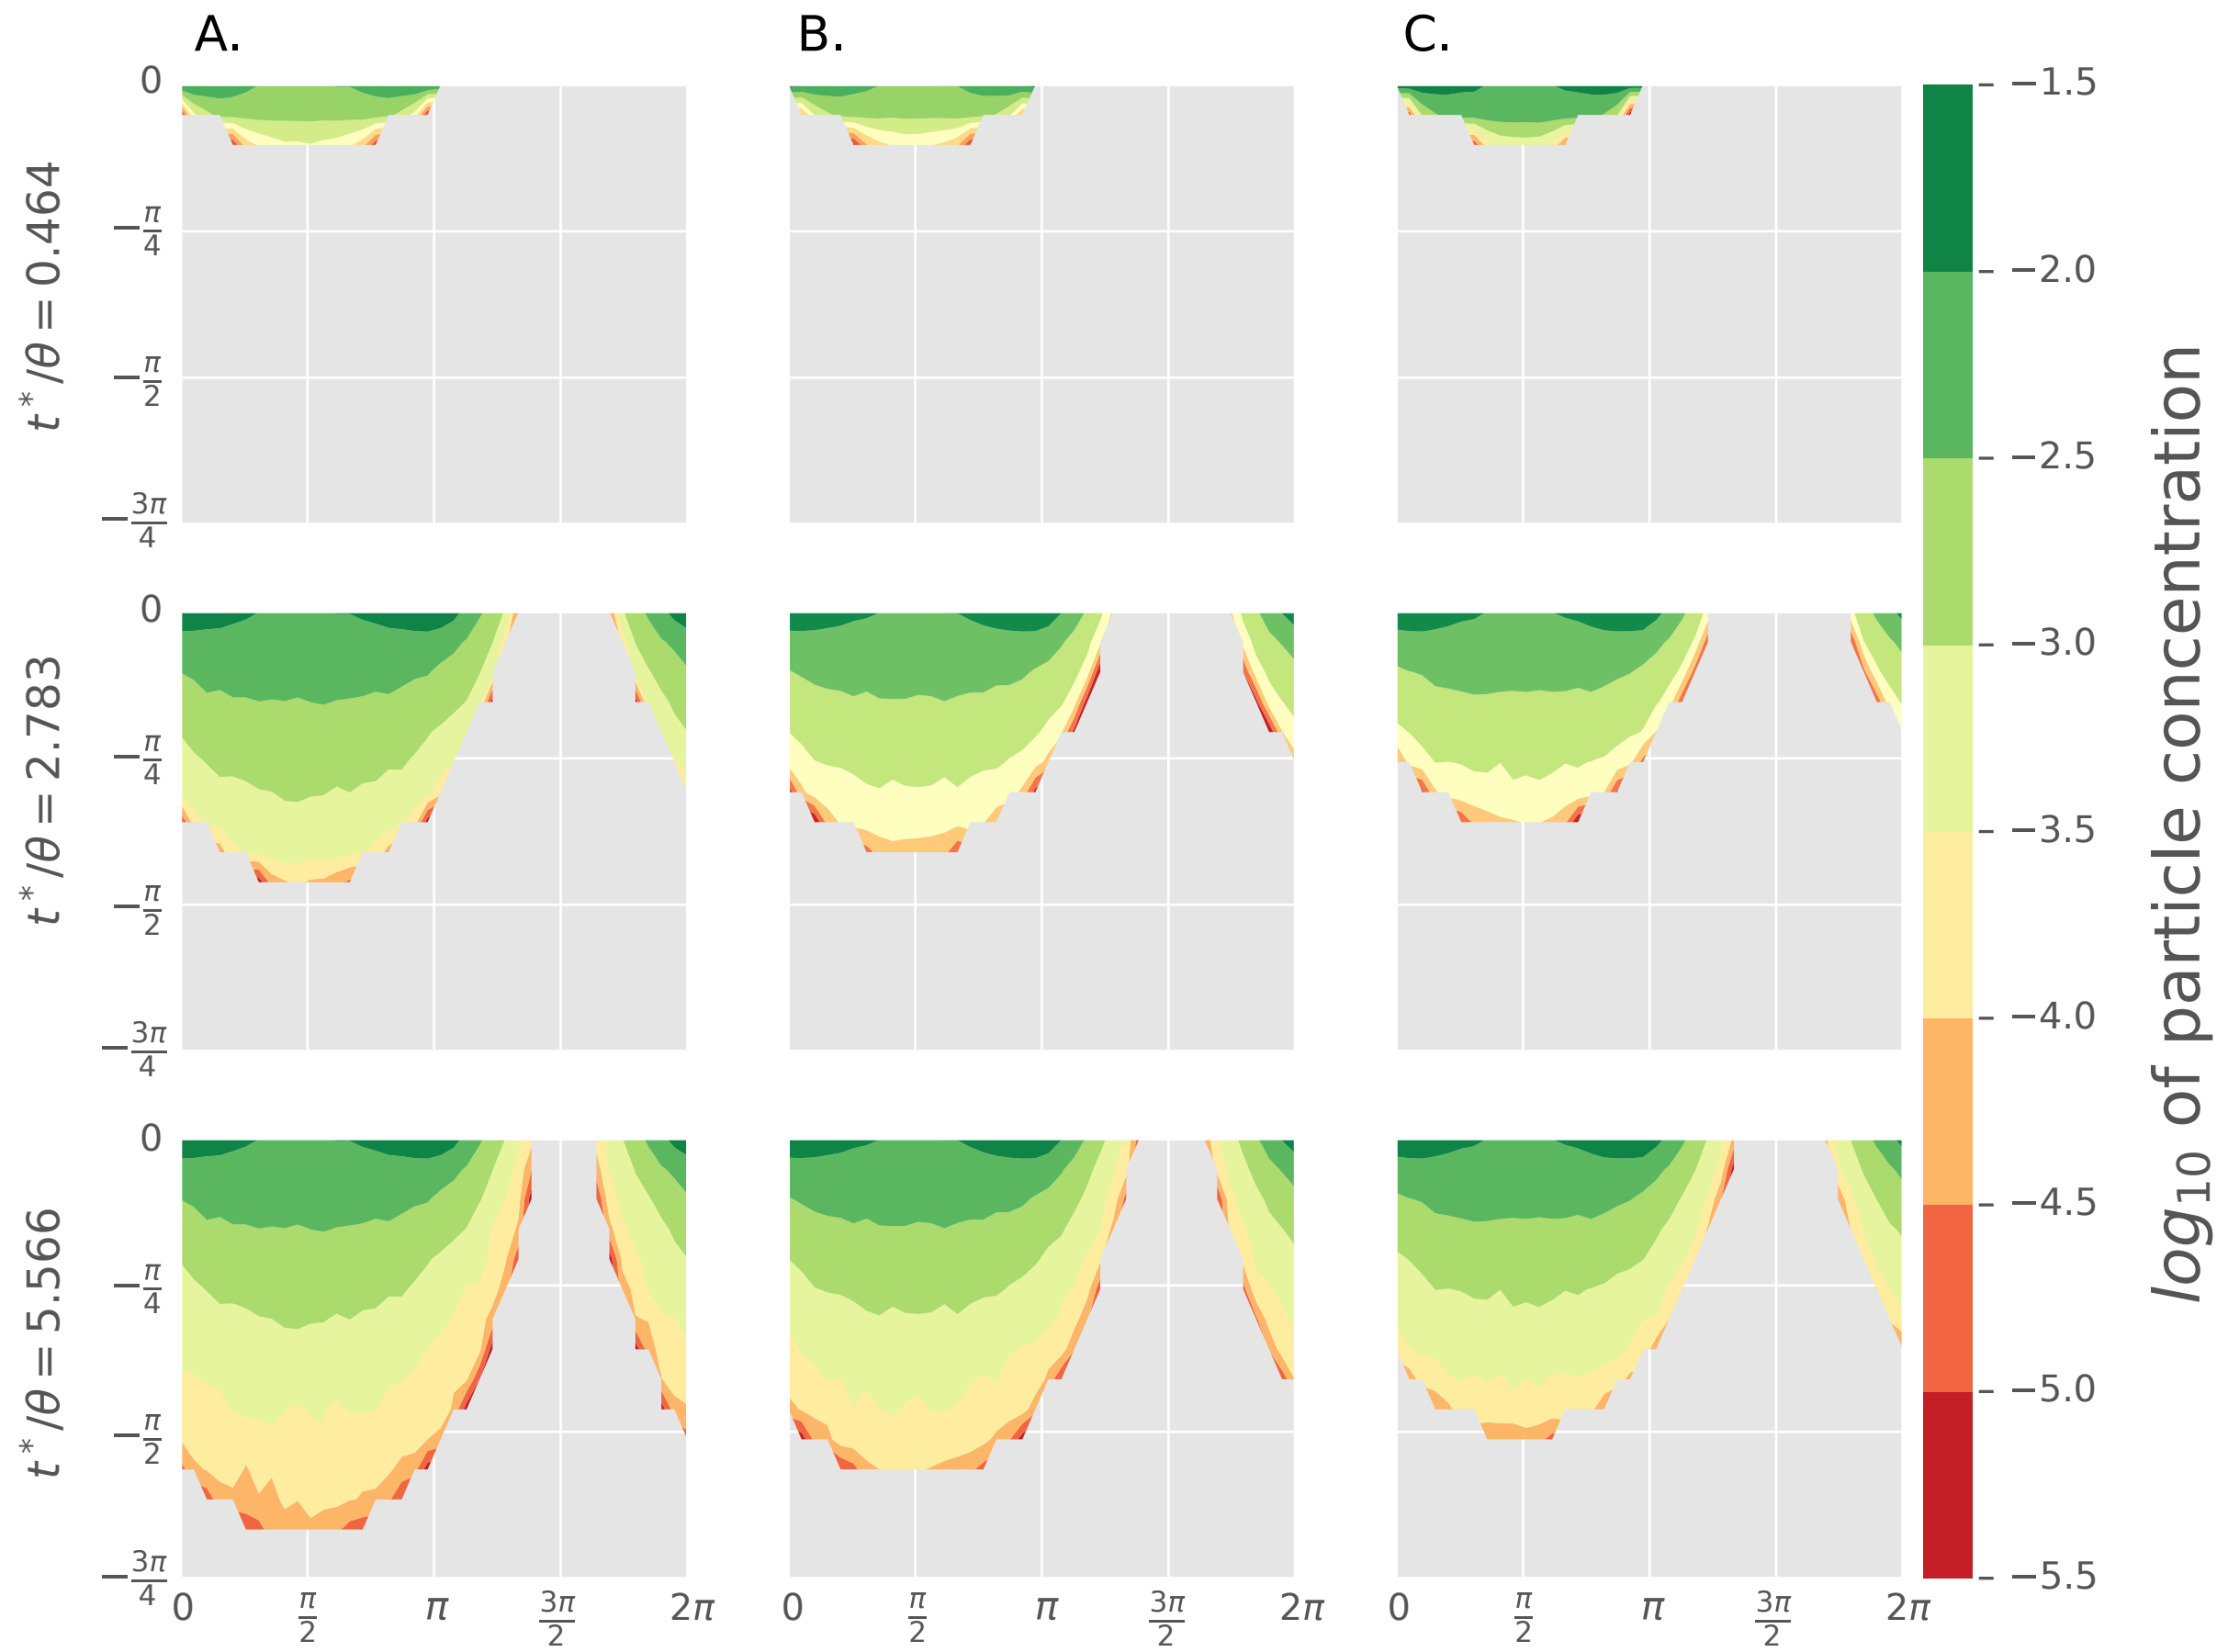 A. B. C.
t*/θ = 0.464
0
−π/4
−π/2
−3π/4
t*/θ = 2.783
0
−π/4
−π/2
−3π/4
t*/θ = 5.566
0
−π/4
−π/2
−3π/4
0 π/2 π 3π/2 2π
0 π/2 π 3π/2 2π
0 π/2 π 3π/2 2π
−1.5
−2.0
−2.5
−3.0
−3.5
−4.0
−4.5
−5.0
−5.5
log₁₀ of particle concentration